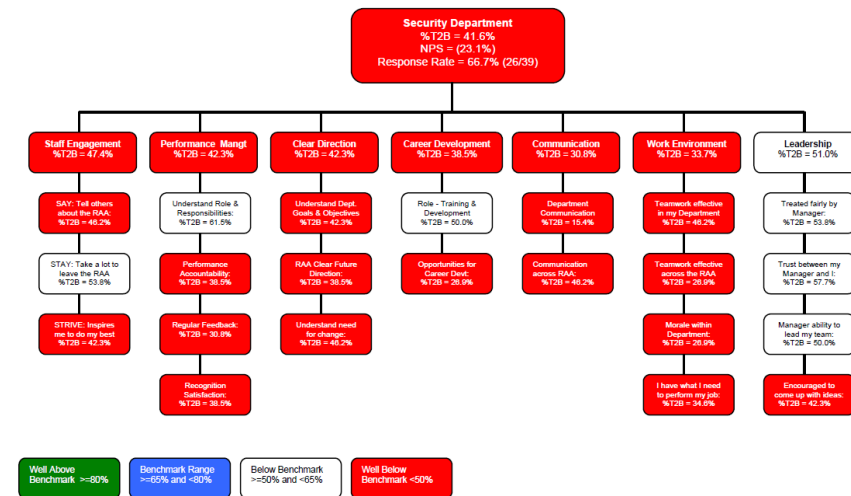 Security Department
%T2B = 41.6%
NPS = (23.1%)
Response Rate = 66.7% (26/39)
Staff Engagement
%T2B = 47.4%
Performance Mangt
%T2B = 42.3%
Clear Direction
%T2B = 42.3%
Career Development
%T2B = 38.5%
Communication
%T2B = 30.8%
Work Environment
%T2B = 33.7%
Leadership
%T2B = 51.0%
SAY: Tell others
about the RAA:
%T2B = 46.2%
Understand Role &
Responsibilities:
%T2B = 61.5%
Understand Dept.
Goals & Objectives
%T2B = 42.3%
Role - Training &
Development
%T2B = 50.0%
Department
Communication
%T2B = 15.4%
Teamwork effective
in my Department
%T2B = 46.2%
Treated fairly by
Manager:
%T2B = 53.8%
STAY: Take a lot to
leave the RAA
%T2B = 53.8%
Performance
Accountability:
%T2B = 38.5%
RAA Clear Future
Direction:
%T2B = 38.5%
Opportunities for
Career Devt:
%T2B = 26.9%
Communication
across RAA:
%T2B = 46.2%
Teamwork effective
across the RAA
%T2B = 26.9%
Trust between my
Manager and I:
%T2B = 57.7%
STRIVE: Inspires
me to do my best
%T2B = 42.3%
Regular Feedback:
%T2B = 30.8%
Understand need
for change:
%T2B = 46.2%
Morale within
Department:
%T2B = 26.9%
Manager ability to
lead my team:
%T2B = 50.0%
Recognition
Satisfaction:
%T2B = 38.5%
I have what I need
to perform my job:
%T2B = 34.6%
Encouraged to
come up with ideas:
%T2B = 42.3%
Well Above
Benchmark >=80%
Benchmark Range
>=65% and <80%
Below Benchmark
>=50% and <65%
Well Below
Benchmark <50%